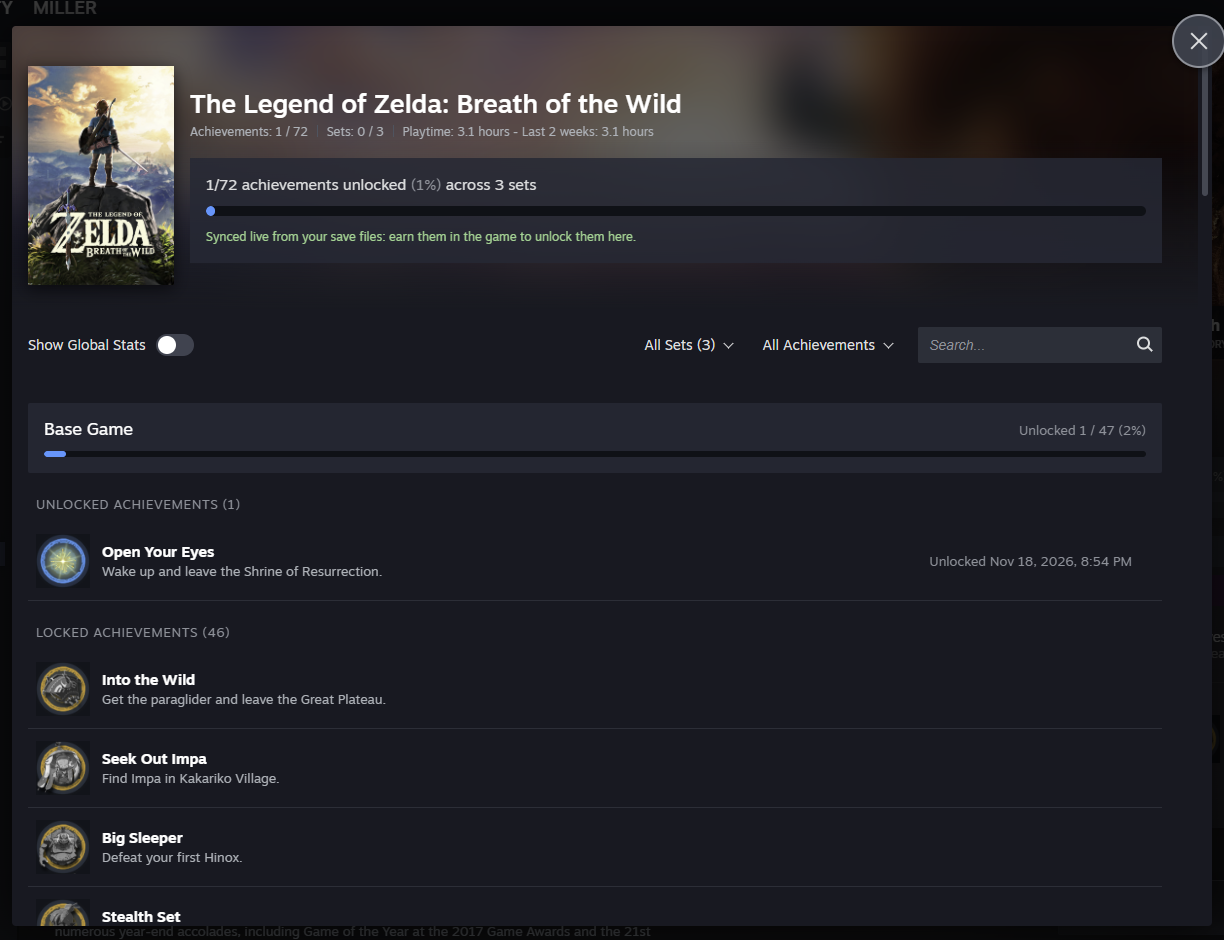 MILLER
The Legend of Zelda: Breath of the Wild
Achievements: 1 / 72 Sets: 0 / 3 Playtime: 3.1 hours - Last 2 weeks: 3.1 hours
THE LEGEND OF
ZELDA
BREATH OF THE WILD
1/72 achievements unlocked (1%) across 3 sets
Synced live from your save files: earn them in the game to unlock them here.
Show Global Stats
All Sets (3)
All Achievements
Search...
Base Game
Unlocked 1 / 47 (2%)
UNLOCKED ACHIEVEMENTS (1)
Open Your Eyes
Wake up and leave the Shrine of Resurrection.
Unlocked Nov 18, 2026, 8:54 PM
LOCKED ACHIEVEMENTS (46)
Into the Wild
Get the paraglider and leave the Great Plateau.
Seek Out Impa
Find Impa in Kakariko Village.
Big Sleeper
Defeat your first Hinox.
Stealth Set
numerous year-end accolades, including Game of the Year at the 2017 Game Awards and the 21st